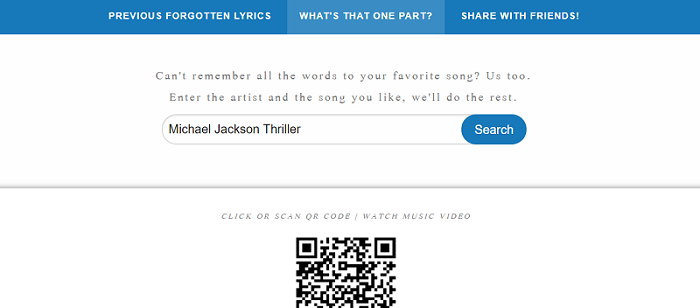 PREVIOUS FORGOTTEN LYRICS WHAT'S THAT ONE PART? SHARE WITH FRIENDS!
Can't remember all the words to your favorite song? Us too.
Enter the artist and the song you like, we'll do the rest.
Michael Jackson Thriller Search
CLICK OR SCAN QR CODE | WATCH MUSIC VIDEO